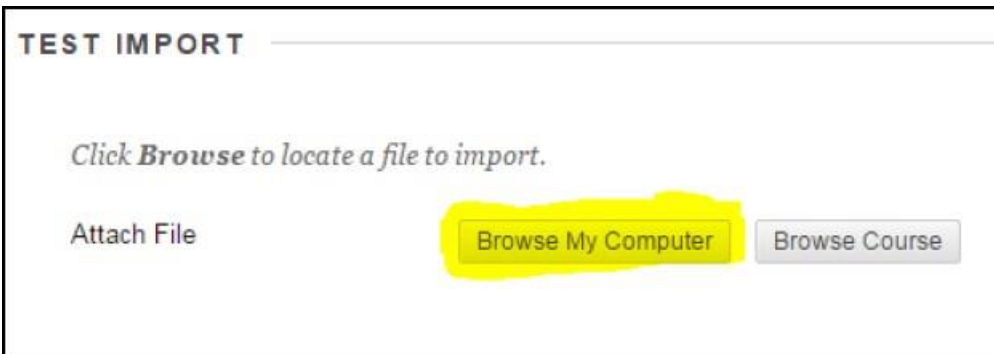 TEST IMPORT
Click Browse to locate a file to import.
Attach File Browse My Computer Browse Course